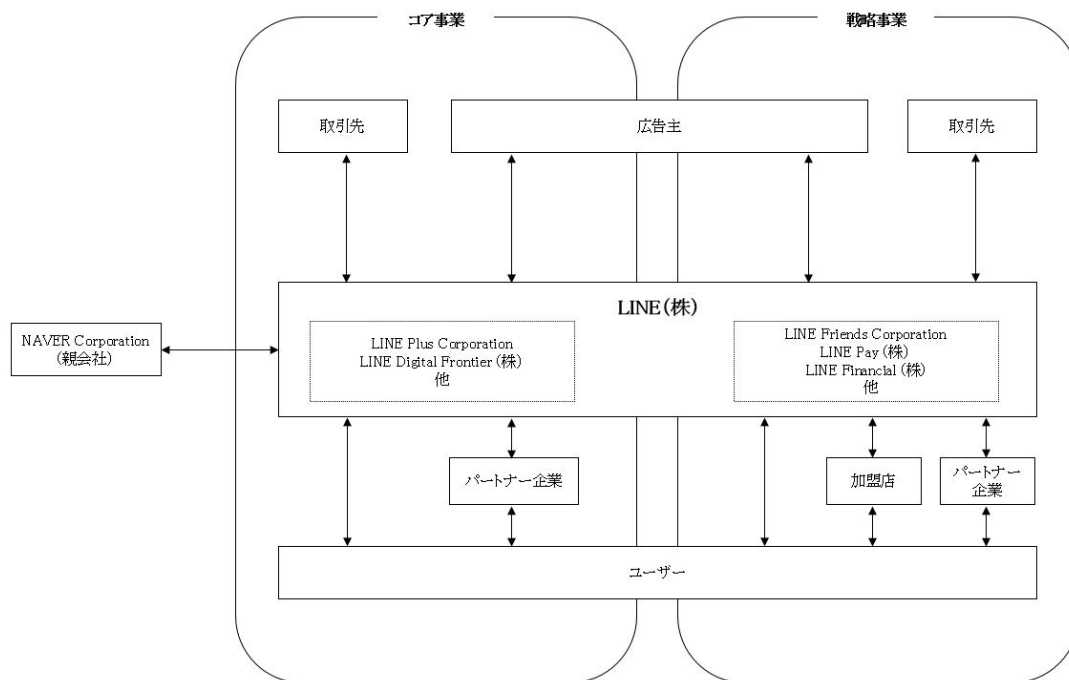 コア事業
戦略事業
取引先
広告主
取引先
LINE(株)
NAVER Corporation
(親会社)
LINE Plus Corporation
LINE Digital Frontier(株)
他
LINE Friends Corporation
LINE Pay(株)
LINE Financial(株)
他
パートナー企業
加盟店
パートナー
企業
ユーザー